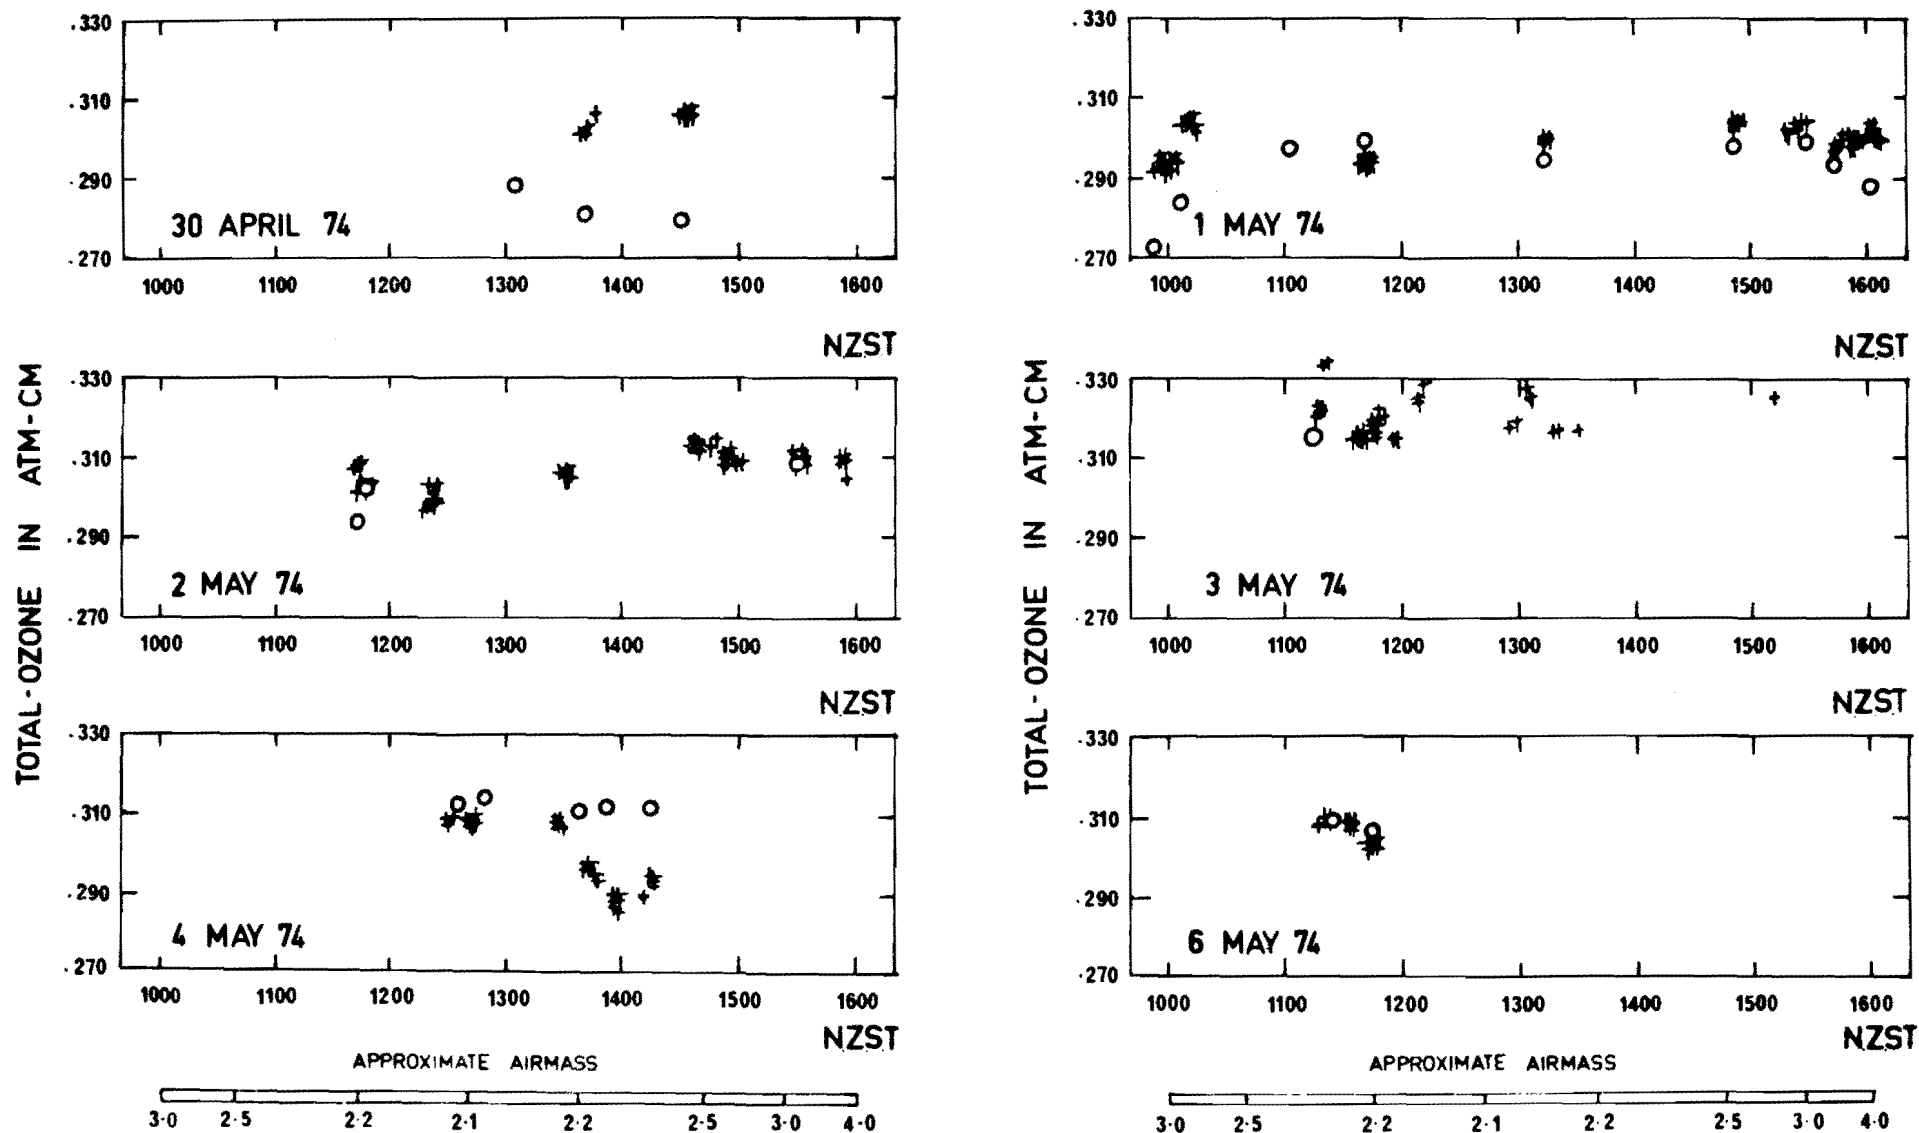 TOTAL-OZONE IN ATM-CM
.330
.310
.290
.270
30 APRIL 74
1000 1100 1200 1300 1400 1500 1600
NZST
.330
.310
.290
.270
2 MAY 74
1000 1100 1200 1300 1400 1500 1600
NZST
.330
.310
.290
.270
4 MAY 74
1000 1100 1200 1300 1400 1500 1600
NZST
APPROXIMATE AIRMASS
3·0 2·5 2·2 2·1 2·2 2·5 3·0 4·0
TOTAL-OZONE IN ATM-CM
.330
.310
.290
.270
1 MAY 74
1000 1100 1200 1300 1400 1500 1600
NZST
.330
.310
.290
.270
3 MAY 74
1000 1100 1200 1300 1400 1500 1600
NZST
.330
.310
.290
.270
6 MAY 74
1000 1100 1200 1300 1400 1500 1600
NZST
APPROXIMATE AIRMASS
3·0 2·5 2·2 2·1 2·2 2·5 3·0 4·0